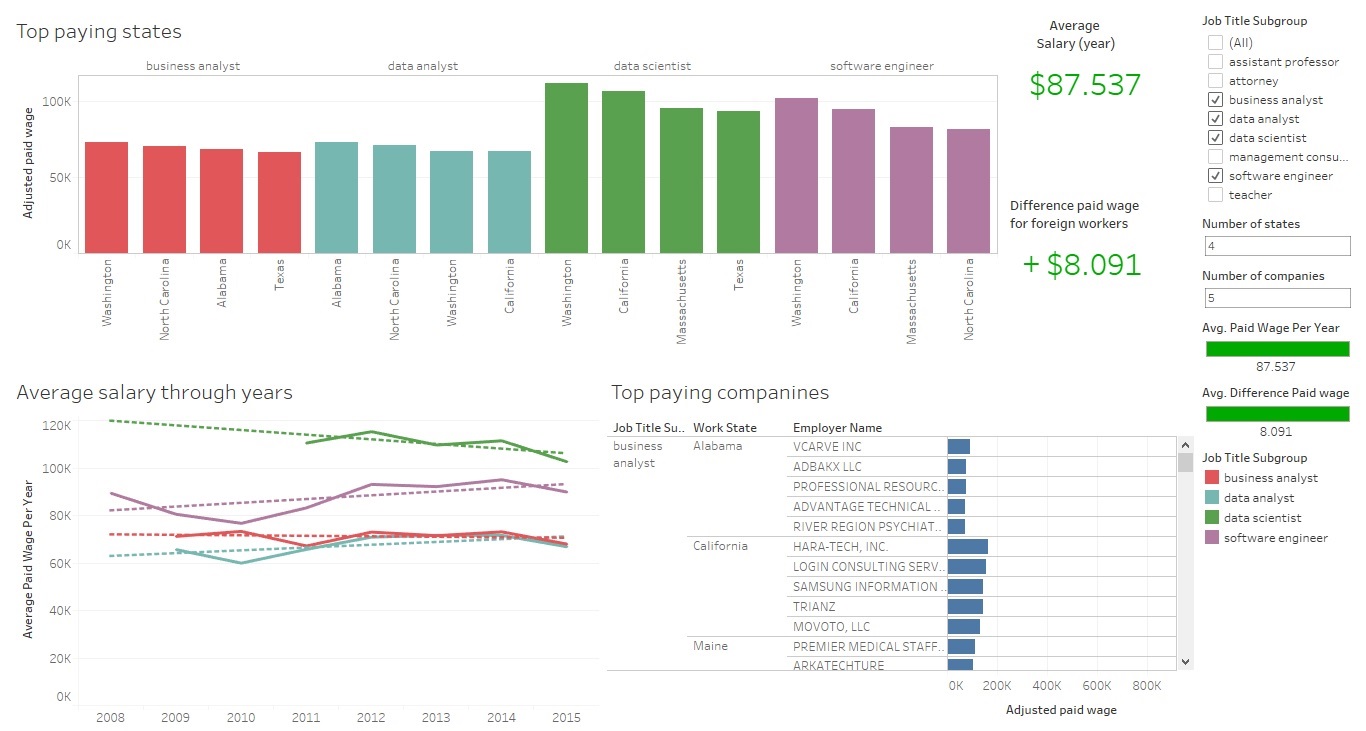 Top paying states
business analyst
data analyst
data scientist
software engineer
Adjusted paid wage
100K
50K
0K
Washington
North Carolina
Alabama
Texas
Alabama
North Carolina
Washington
California
Washington
California
Massachusetts
Texas
Washington
California
Massachusetts
North Carolina
Average
Salary (year)
$87.537
Difference paid wage
for foreign workers
+ $8.091
Job Title Subgroup
(All)
assistant professor
attorney
business analyst
data analyst
data scientist
management consu...
software engineer
teacher
Number of states
4
Number of companies
5
Avg. Paid Wage Per Year
87.537
Avg. Difference Paid wage
8.091
Job Title Subgroup
business analyst
data analyst
data scientist
software engineer
Average salary through years
Average Paid Wage Per Year
120K
100K
80K
60K
40K
20K
0K
2008
2009
2010
2011
2012
2013
2014
2015
Top paying companines
Job Title Su..
Work State
Employer Name
business
analyst
Alabama
VCARVE INC
ADBAKX LLC
PROFESSIONAL RESOURC..
ADVANTAGE TECHNICAL ..
RIVER REGION PSYCHIAT..
California
HARA-TECH, INC.
LOGIN CONSULTING SERV..
SAMSUNG INFORMATION ..
TRIANZ
MOVOTO, LLC
Maine
PREMIER MEDICAL STAFF..
ARKATECHTURE
0K
200K
400K
600K
800K
Adjusted paid wage